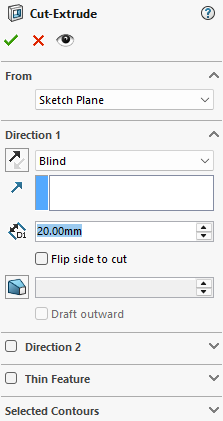 Cut-Extrude
From
Sketch Plane
Direction 1
Blind
D1
20.00mm
Flip side to cut
Draft outward
Direction 2
Thin Feature
Selected Contours